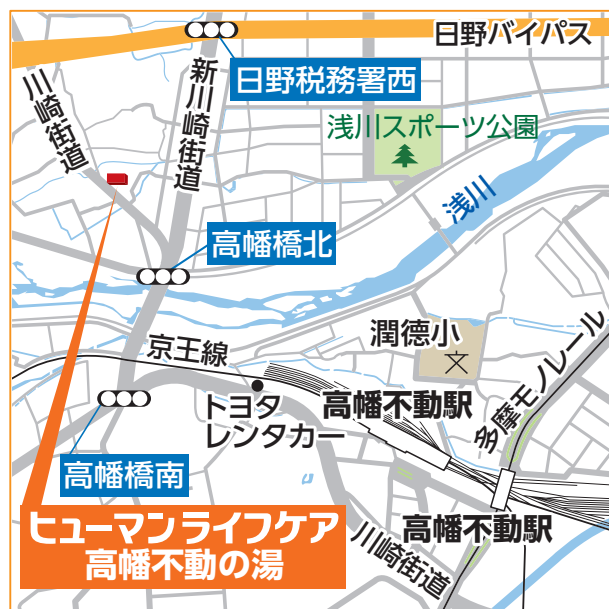 日野バイパス
川崎街道
新川崎街道
日野税務署西
浅川スポーツ公園
浅川
高幡橋北
潤徳小
京王線
多摩モノレール
トヨタ
レンタカー
高幡不動駅
高幡橋南
ヒューマンライフケア
高幡不動の湯
高幡不動駅
川崎街道